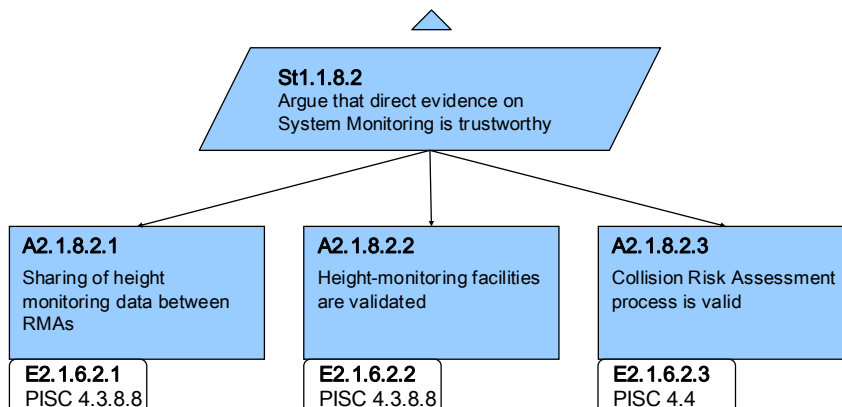 St1.1.8.2
Argue that direct evidence on
System Monitoring is trustworthy
A2.1.8.2.1
Sharing of height
monitoring data between
RMAs
E2.1.6.2.1
PISC 4.3.8.8
A2.1.8.2.2
Height-monitoring facilities
are validated
E2.1.6.2.2
PISC 4.3.8.8
A2.1.8.2.3
Collision Risk Assessment
process is valid
E2.1.6.2.3
PISC 4.4